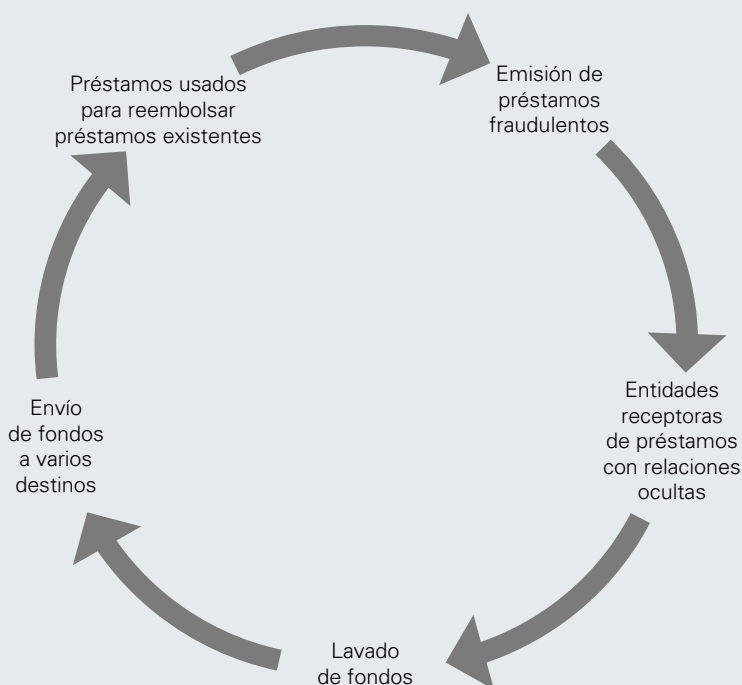 Préstamos usados
para reembolsar
préstamos existentes
Emisión de
préstamos
fraudulentos
Entidades
receptoras
de préstamos
con relaciones
ocultas
Lavado
de fondos
Envío
de fondos
a varios
destinos